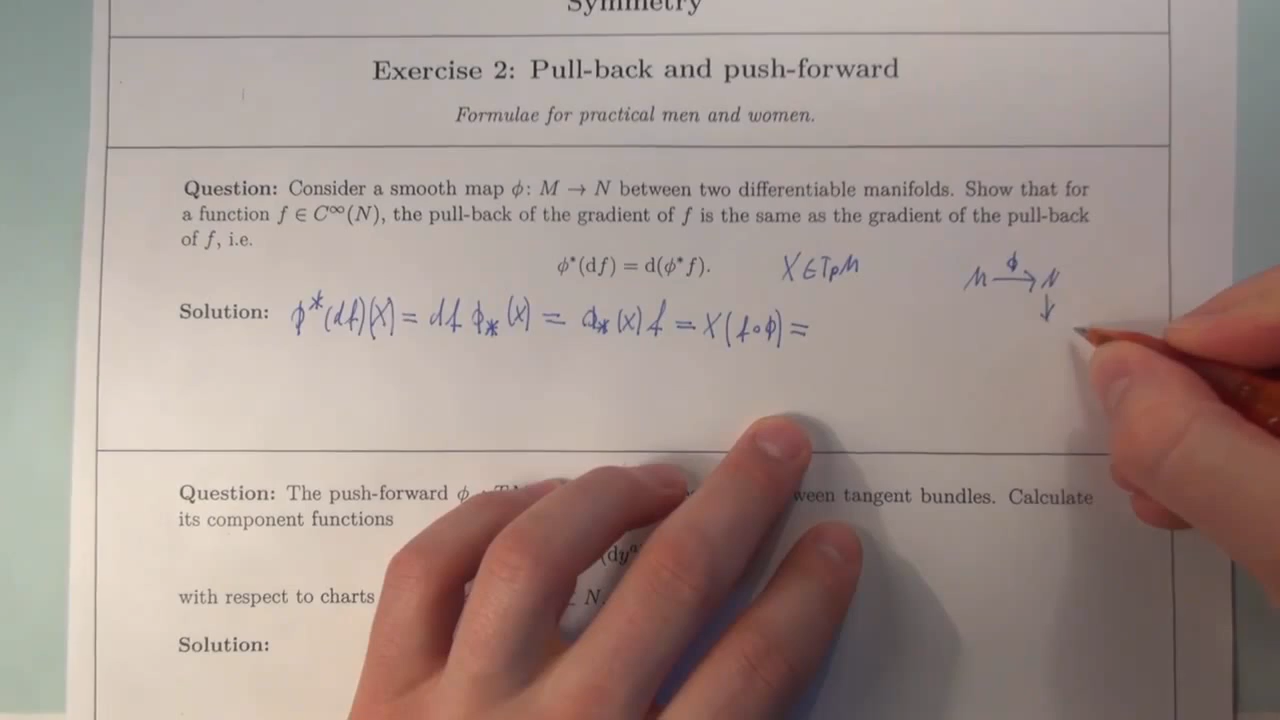 Symmetry
Exercise 2: Pull-back and push-forward
Formulae for practical men and women.
Question: Consider a smooth map ϕ: M → N between two differentiable manifolds. Show that for
a function f ∈ C∞(N), the pull-back of the gradient of f is the same as the gradient of the pull-back
of f, i.e.
ϕ*(df) = d(ϕ*f). X ∈ TpM M →ϕ N
↓
Solution: ϕ*(df)(X) = df ϕ*(X) = ϕ*(X) f = X(f∘ϕ) =
Question: The push-forward ϕ ween tangent bundles. Calculate
its component functions
(dyᵃ
with respect to charts N.
Solution: